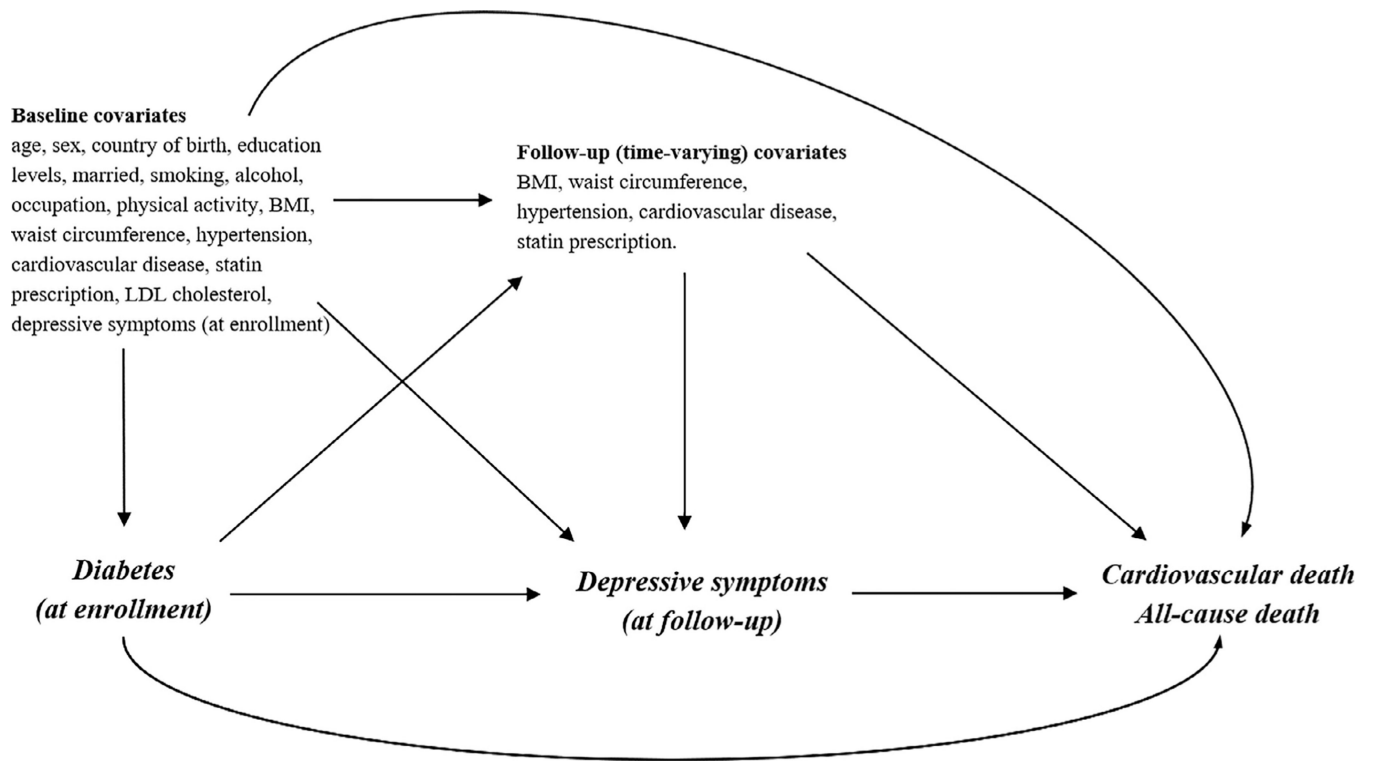 Baseline covariates
age, sex, country of birth, education
levels, married, smoking, alcohol,
occupation, physical activity, BMI,
waist circumference, hypertension,
cardiovascular disease, statin
prescription, LDL cholesterol,
depressive symptoms (at enrollment)
Follow-up (time-varying) covariates
BMI, waist circumference,
hypertension, cardiovascular disease,
statin prescription.
Diabetes
(at enrollment)
Depressive symptoms
(at follow-up)
Cardiovascular death
All-cause death